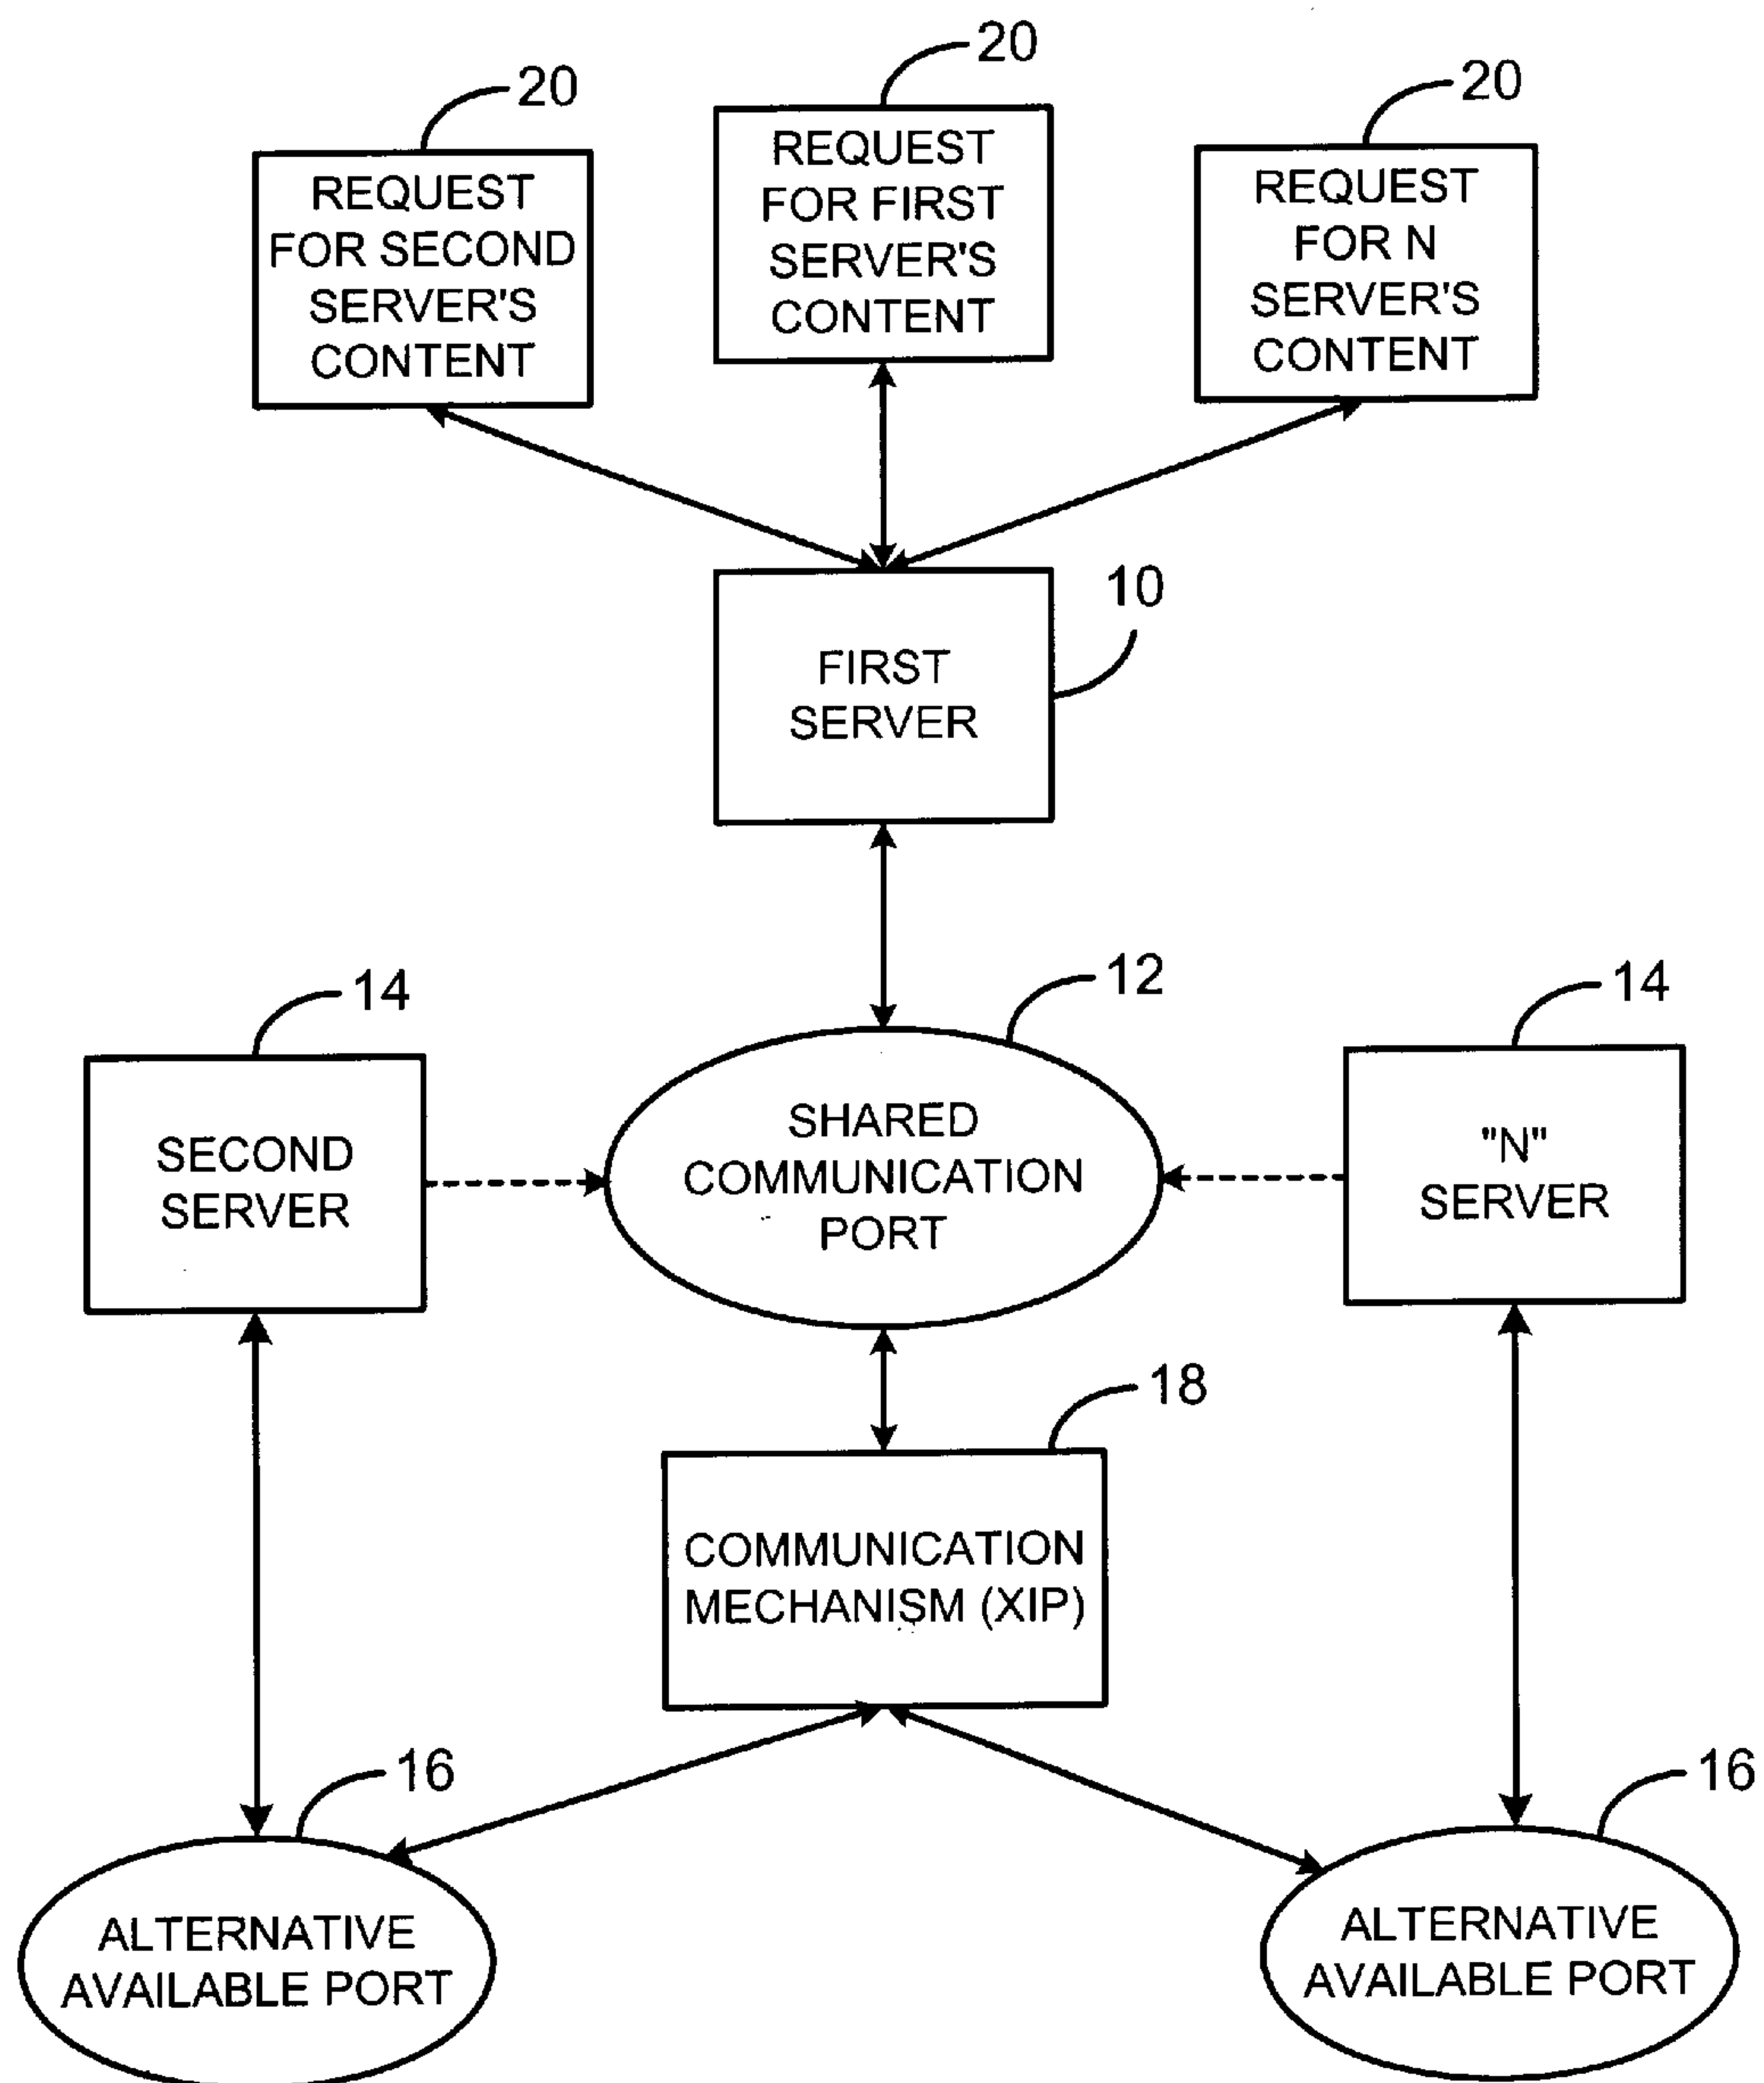 20
20
20
REQUEST
FOR SECOND
SERVER'S
CONTENT
REQUEST
FOR FIRST
SERVER'S
CONTENT
REQUEST
FOR N
SERVER'S
CONTENT
10
FIRST
SERVER
14
12
14
SECOND
SERVER
SHARED
COMMUNICATION
PORT
"N"
SERVER
18
COMMUNICATION
MECHANISM (XIP)
16
16
ALTERNATIVE
AVAILABLE PORT
ALTERNATIVE
AVAILABLE PORT